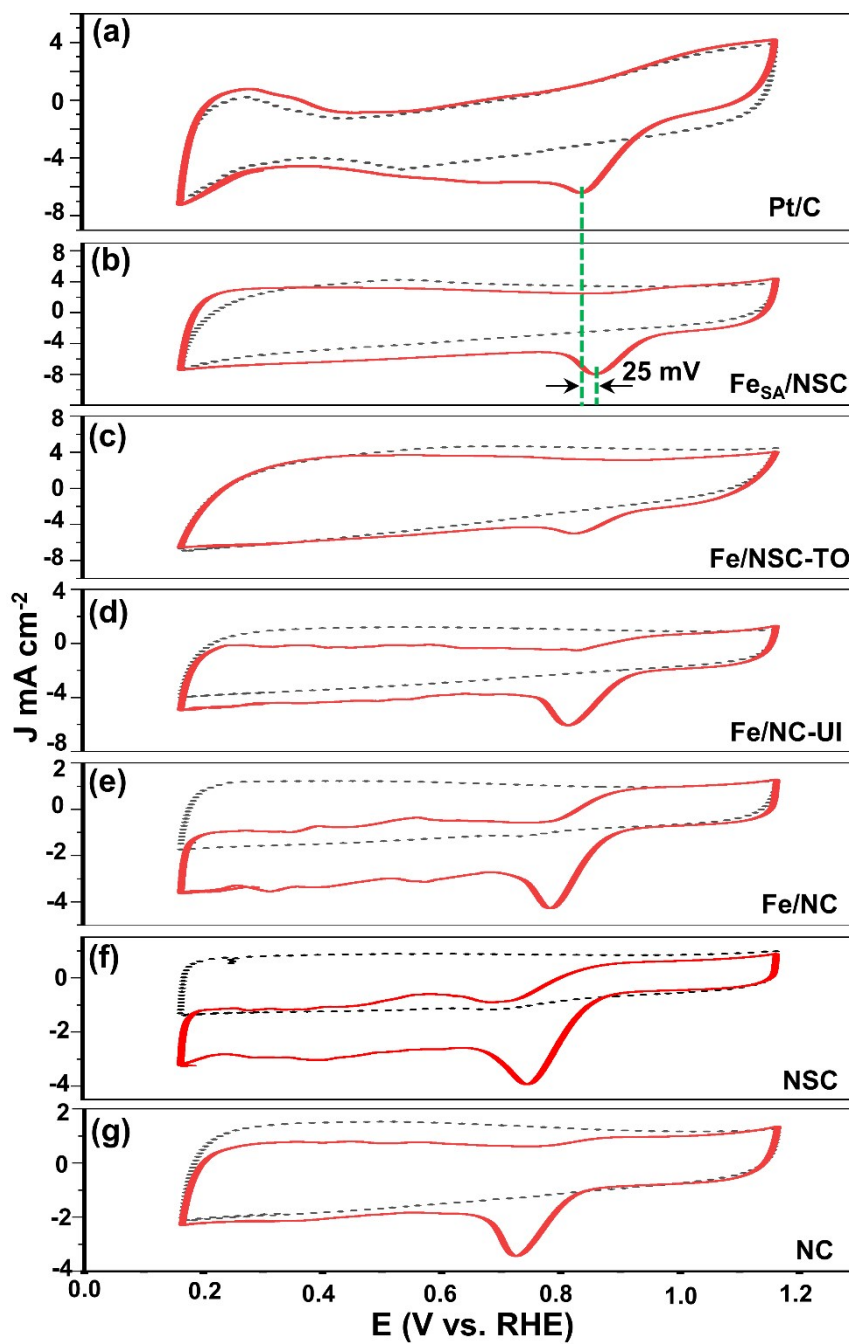 (a)
4
0
-4
-8
Pt/C
(b)
8
4
0
-4
-8
25 mV
Fe_SA/NSC
(c)
8
4
0
-4
-8
Fe/NSC-TO
(d)
4
0
-4
-8
Fe/NC-UI
(e)
2
0
-2
-4
Fe/NC
(f)
0
-2
-4
NSC
(g)
2
0
-2
-4
NC
J mA cm⁻²
0.0 0.2 0.4 0.6 0.8 1.0 1.2
E (V vs. RHE)